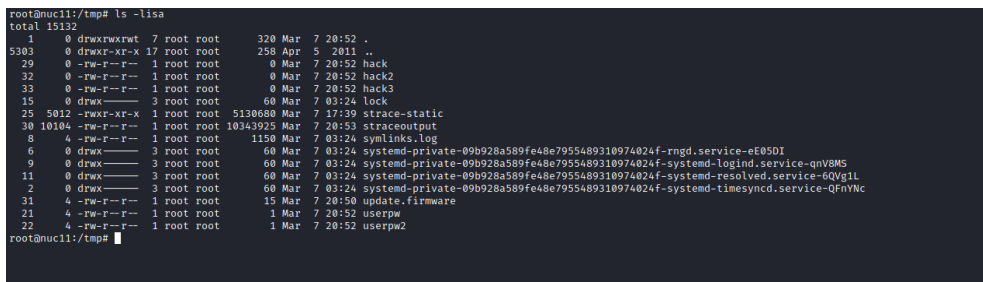 root@nuc11:/tmp# ls -lisa
total 15132
   1     0 drwxrwxrwt  7 root root      320 Mar  7 20:52 .
5303     0 drwxr-xr-x 17 root root      258 Apr  5  2011 ..
  29     0 -rw-r--r--  1 root root        0 Mar  7 20:52 hack
  32     0 -rw-r--r--  1 root root        0 Mar  7 20:52 hack2
  33     0 -rw-r--r--  1 root root        0 Mar  7 20:52 hack3
  15     0 drwx------  3 root root       60 Mar  7 03:24 lock
  25  5012 -rwxr-xr-x  1 root root  5130680 Mar  7 17:39 strace-static
  30 10104 -rw-r--r--  1 root root 10343925 Mar  7 20:53 straceoutput
   8     4 -rw-r--r--  1 root root     1150 Mar  7 03:24 symlinks.log
   6     0 drwx------  3 root root       60 Mar  7 03:24 systemd-private-09b928a589fe48e7955489310974024f-rngd.service-eE05DI
   9     0 drwx------  3 root root       60 Mar  7 03:24 systemd-private-09b928a589fe48e7955489310974024f-systemd-logind.service-qnV8MS
  11     0 drwx------  3 root root       60 Mar  7 03:24 systemd-private-09b928a589fe48e7955489310974024f-systemd-resolved.service-6QVg1L
   2     0 drwx------  3 root root       60 Mar  7 03:24 systemd-private-09b928a589fe48e7955489310974024f-systemd-timesyncd.service-QFnYNc
  31     4 -rw-r--r--  1 root root       15 Mar  7 20:50 update.firmware
  21     4 -rw-r--r--  1 root root        1 Mar  7 20:52 userpw
  22     4 -rw-r--r--  1 root root        1 Mar  7 20:52 userpw2
root@nuc11:/tmp#